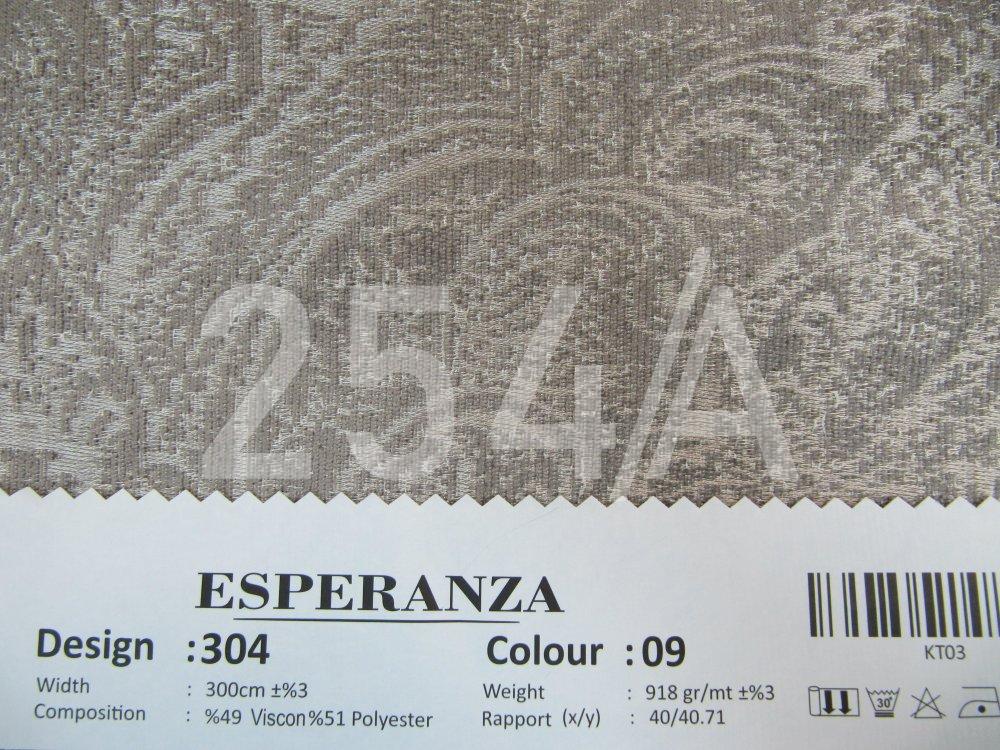 254/A
ESPERANZA
Design :304 Colour :09
KT03
Width : 300cm ±%3 Weight : 918 gr/mt ±%3
Composition : %49 Viscon%51 Polyester Rapport (x/y) : 40/40.71
30°